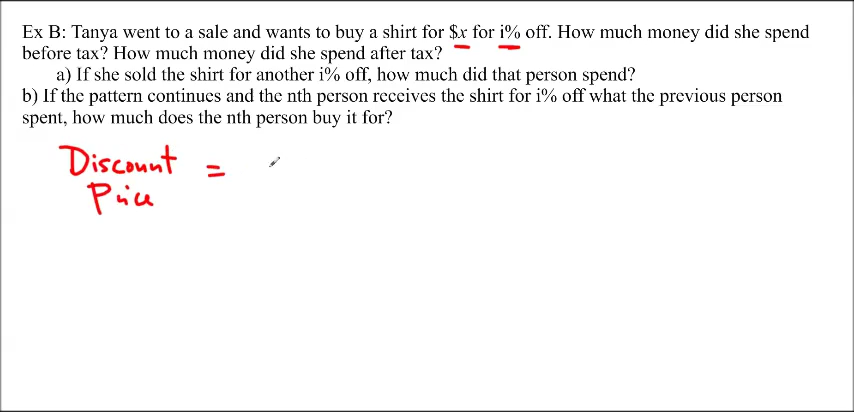 Ex B: Tanya went to a sale and wants to buy a shirt for $x for i% off. How much money did she spend
before tax? How much money did she spend after tax?
a) If she sold the shirt for another i% off, how much did that person spend?
b) If the pattern continues and the nth person receives the shirt for i% off what the previous person
spent, how much does the nth person buy it for?
Discount =
Price